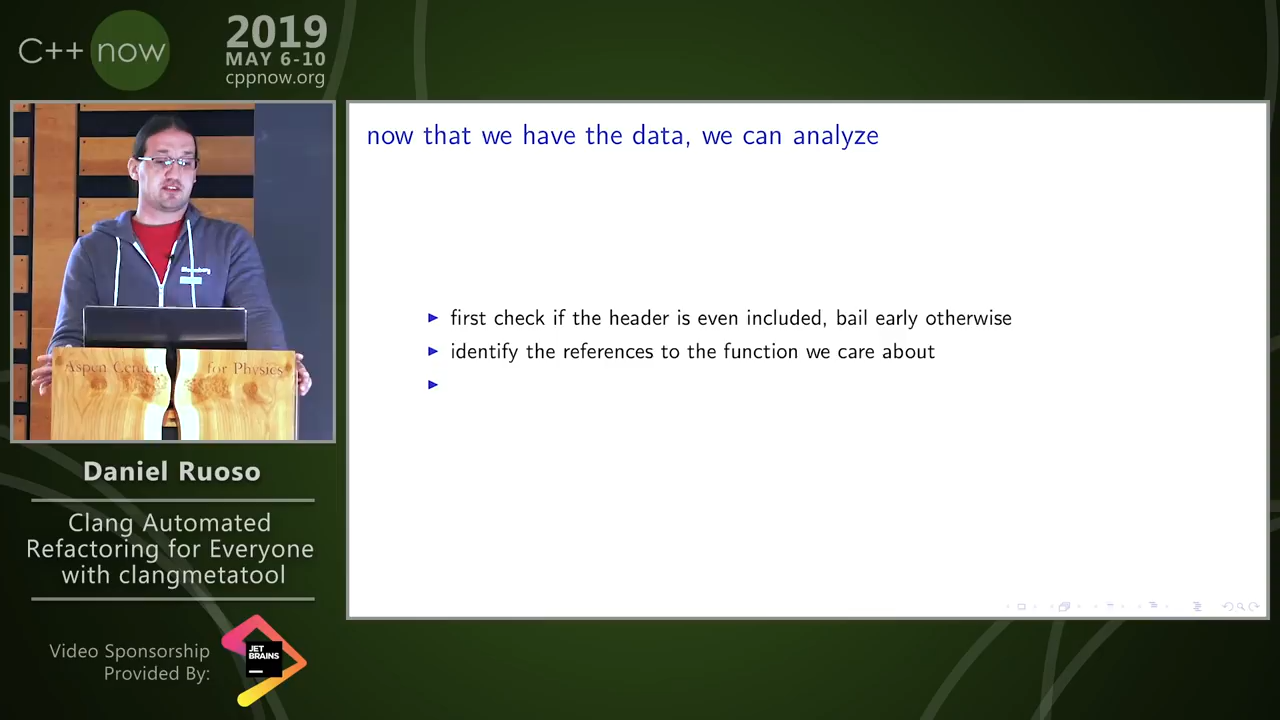 C++ now
2019
MAY 6-10
cppnow.org
now that we have the data, we can analyze
first check if the header is even included, bail early otherwise
identify the references to the function we care about
Bloomberg
Aspen Center for Physics
Daniel Ruoso
Clang Automated
Refactoring for Everyone
with clangmetatool
Video Sponsorship
Provided By:
JET
BRAINS